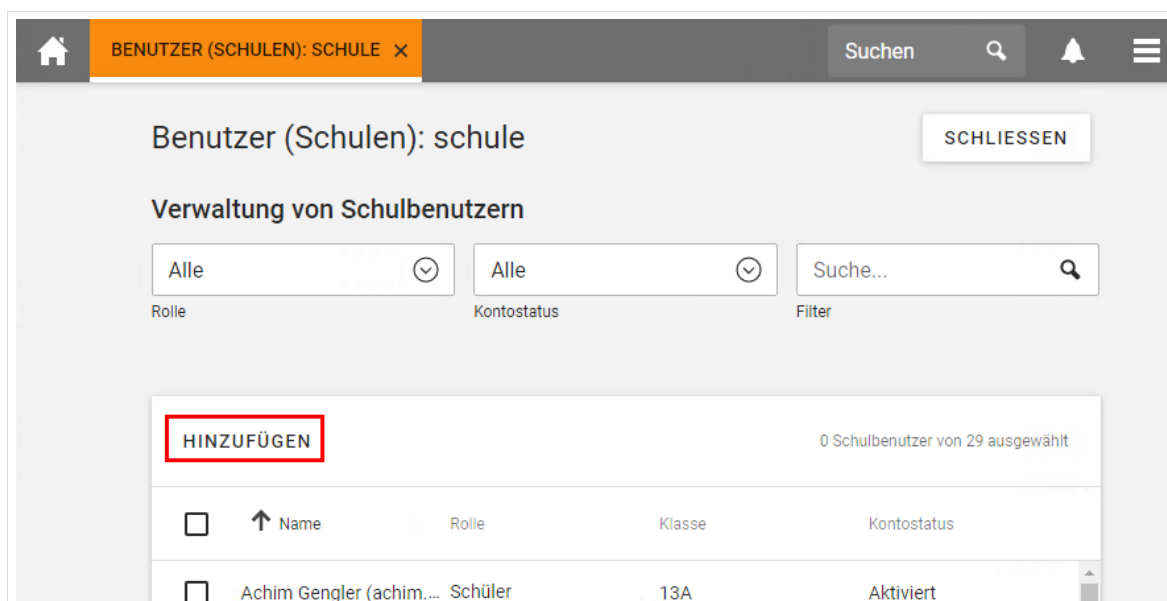 BENUTZER (SCHULEN): SCHULE ×
Suchen
Benutzer (Schulen): schule
SCHLIESSEN
Verwaltung von Schulbenutzern
Alle
Alle
Suche...
Rolle
Kontostatus
Filter
HINZUFÜGEN
0 Schulbenutzer von 29 ausgewählt
Name
Rolle
Klasse
Kontostatus
Achim Gengler (achim.... Schüler
13A
Aktiviert